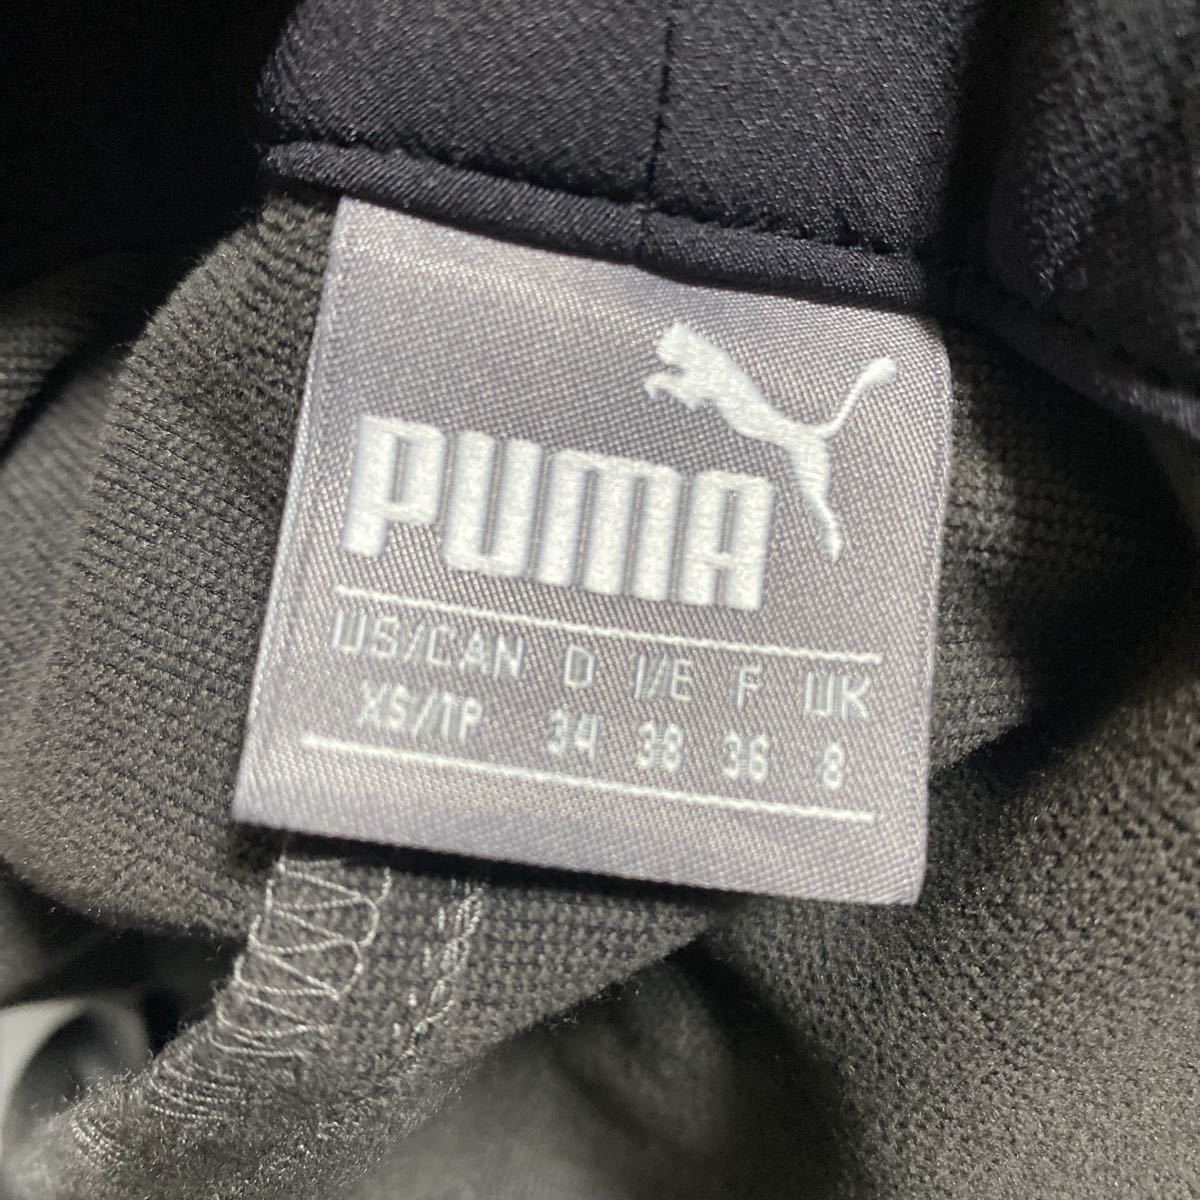 PUMA
US/CAN D I/E F UK
XS/TP 34 38 36 8